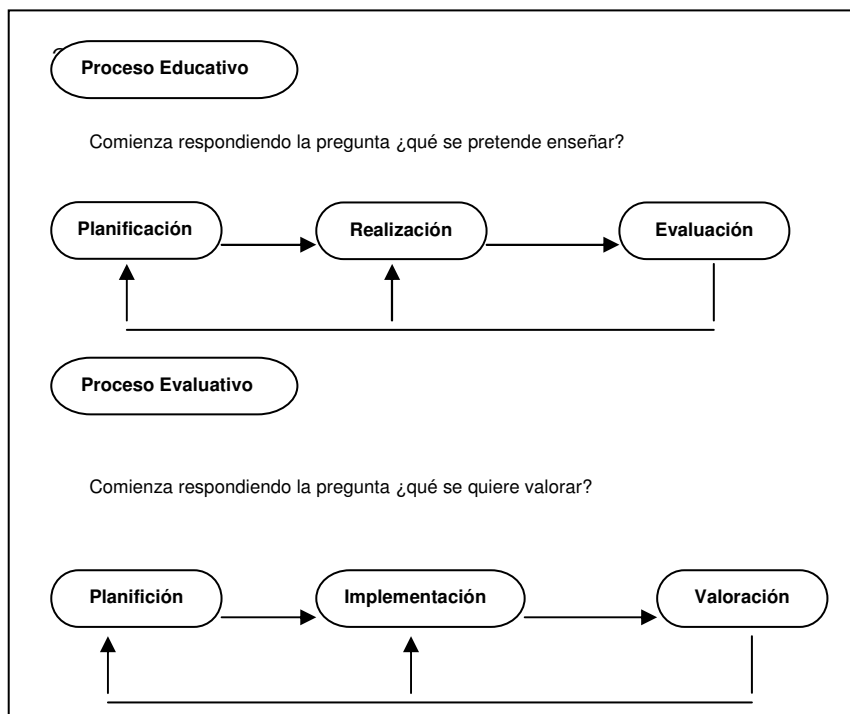 Proceso Educativo
Comienza respondiendo la pregunta ¿qué se pretende enseñar?
Planificación
Realización
Evaluación
Proceso Evaluativo
Comienza respondiendo la pregunta ¿qué se quiere valorar?
Planifición
Implementación
Valoración